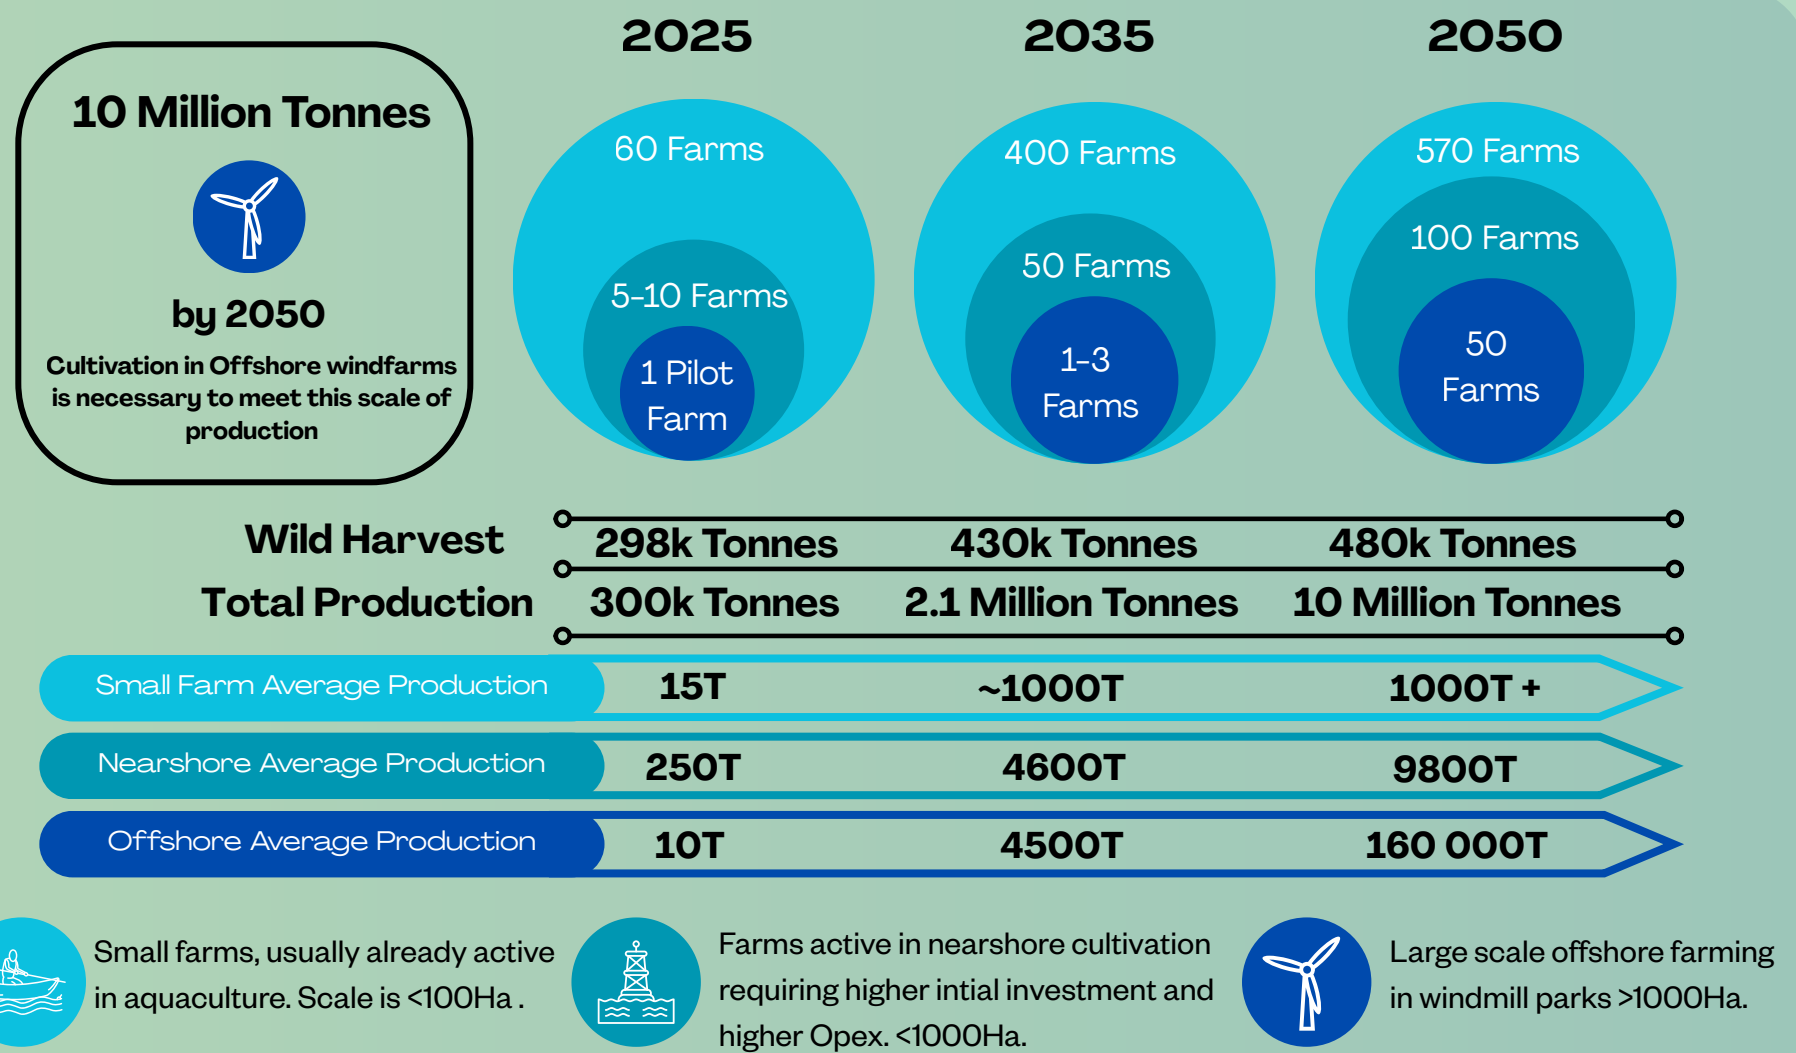 2025
2035
2050
10 Million Tonnes
by 2050
Cultivation in Offshore windfarms
is necessary to meet this scale of
production
60 Farms
5-10 Farms
1 Pilot
Farm
400 Farms
50 Farms
1-3
Farms
570 Farms
100 Farms
50
Farms
Wild Harvest
298k Tonnes
430k Tonnes
480k Tonnes
Total Production
300k Tonnes
2.1 Million Tonnes
10 Million Tonnes
Small Farm Average Production
15T
~1000T
1000T +
Nearshore Average Production
250T
4600T
9800T
Offshore Average Production
10T
4500T
160 000T
Small farms, usually already active
in aquaculture. Scale is <100Ha .
Farms active in nearshore cultivation
requiring higher intial investment and
higher Opex. <1000Ha.
Large scale offshore farming
in windmill parks >1000Ha.